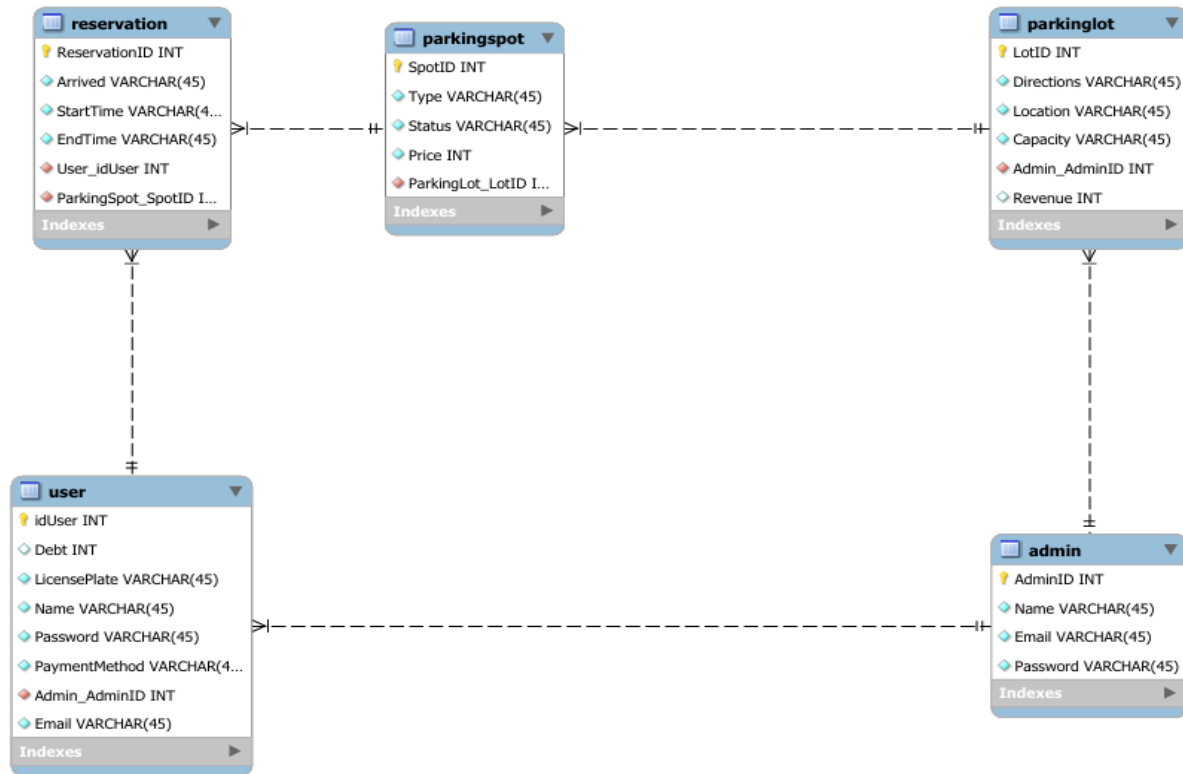 reservation
ReservationID INT
Arrived VARCHAR(45)
StartTime VARCHAR(4...
EndTime VARCHAR(45)
User_idUser INT
ParkingSpot_SpotID I...
Indexes
parkingspot
SpotID INT
Type VARCHAR(45)
Status VARCHAR(45)
Price INT
ParkingLot_LotID I...
Indexes
parkinglot
LotID INT
Directions VARCHAR(45)
Location VARCHAR(45)
Capacity VARCHAR(45)
Admin_AdminID INT
Revenue INT
Indexes
user
idUser INT
Debt INT
LicensePlate VARCHAR(45)
Name VARCHAR(45)
Password VARCHAR(45)
PaymentMethod VARCHAR(4...
Admin_AdminID INT
Email VARCHAR(45)
Indexes
admin
AdminID INT
Name VARCHAR(45)
Email VARCHAR(45)
Password VARCHAR(45)
Indexes